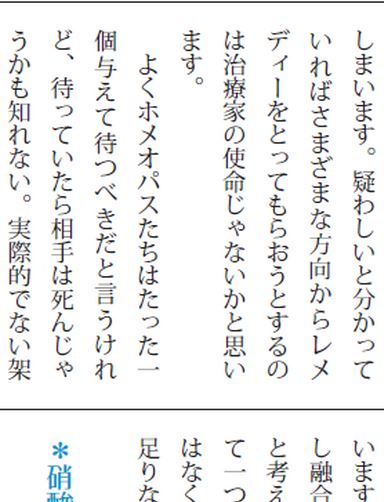 しまいます。疑わしいと分かって
いればさまざまな方向からレメ
ディーをとってもらおうとするの
は治療家の使命じゃないかと思い
ます。
　よくホメオパスたちはたった一
個与えて待つべきだと言うけれ
ど、待っていたら相手は死んじゃ
うかも知れない。実際的でない架
います
し融合
と考え
て一つ
はなく
足りな
＊硝酸